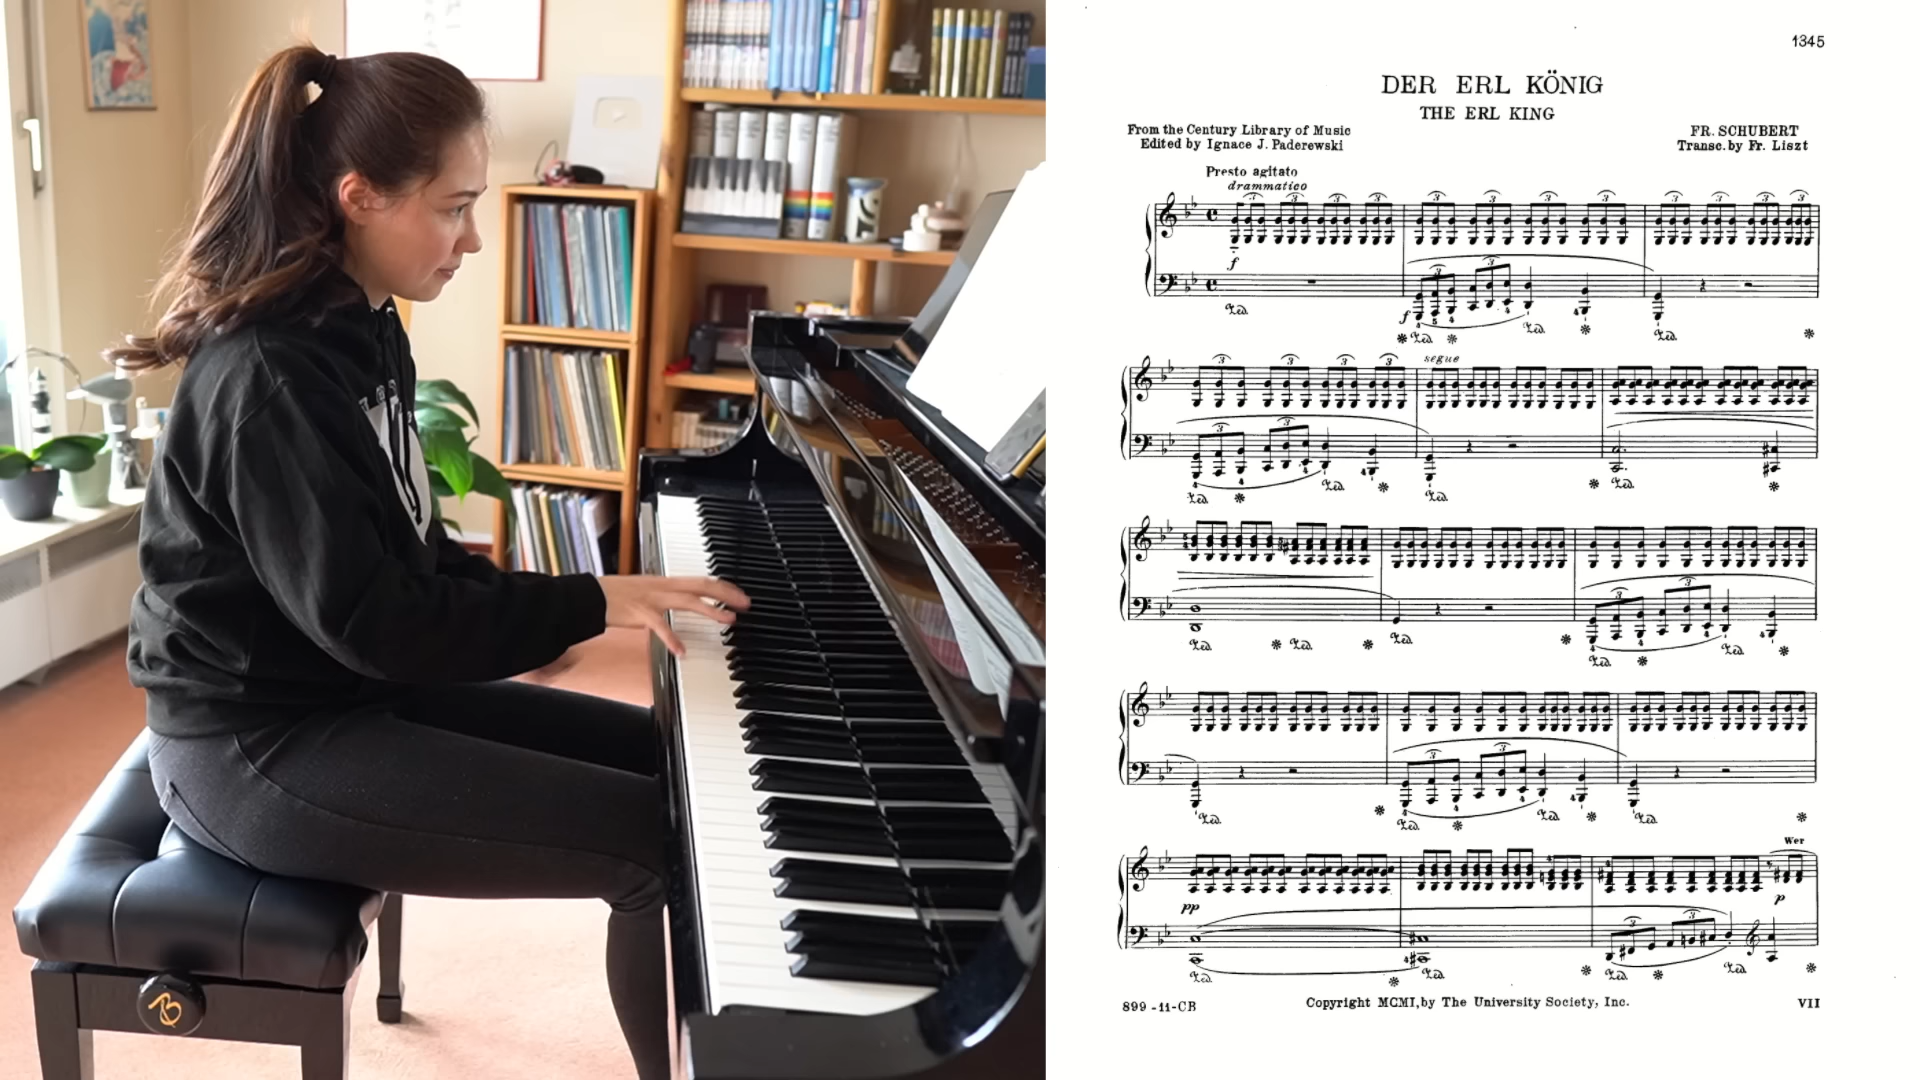 1345
DER ERL KÖNIG
THE ERL KING
From the Century Library of Music
Edited by Ignace J. Paderewski
FR. SCHUBERT
Transc. by Fr. Liszt
Presto agitato
drammatico
f
f
segue
Wer
pp
p
899-11-CB
Copyright MCMI, by The University Society, Inc.
VII